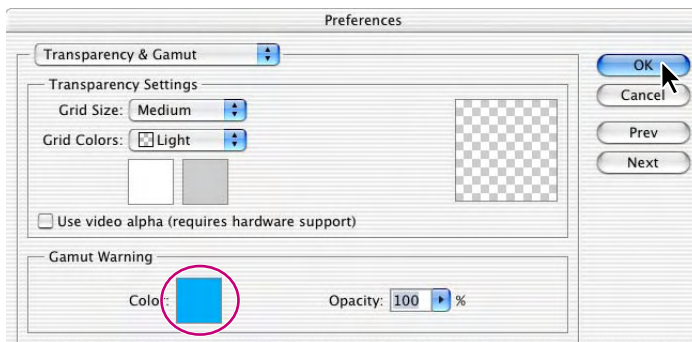 Preferences
Transparency & Gamut
OK
Transparency Settings
Cancel
Grid Size: Medium
Grid Colors: Light
Prev
Next
Use video alpha (requires hardware support)
Gamut Warning
Color:
Opacity: 100 %